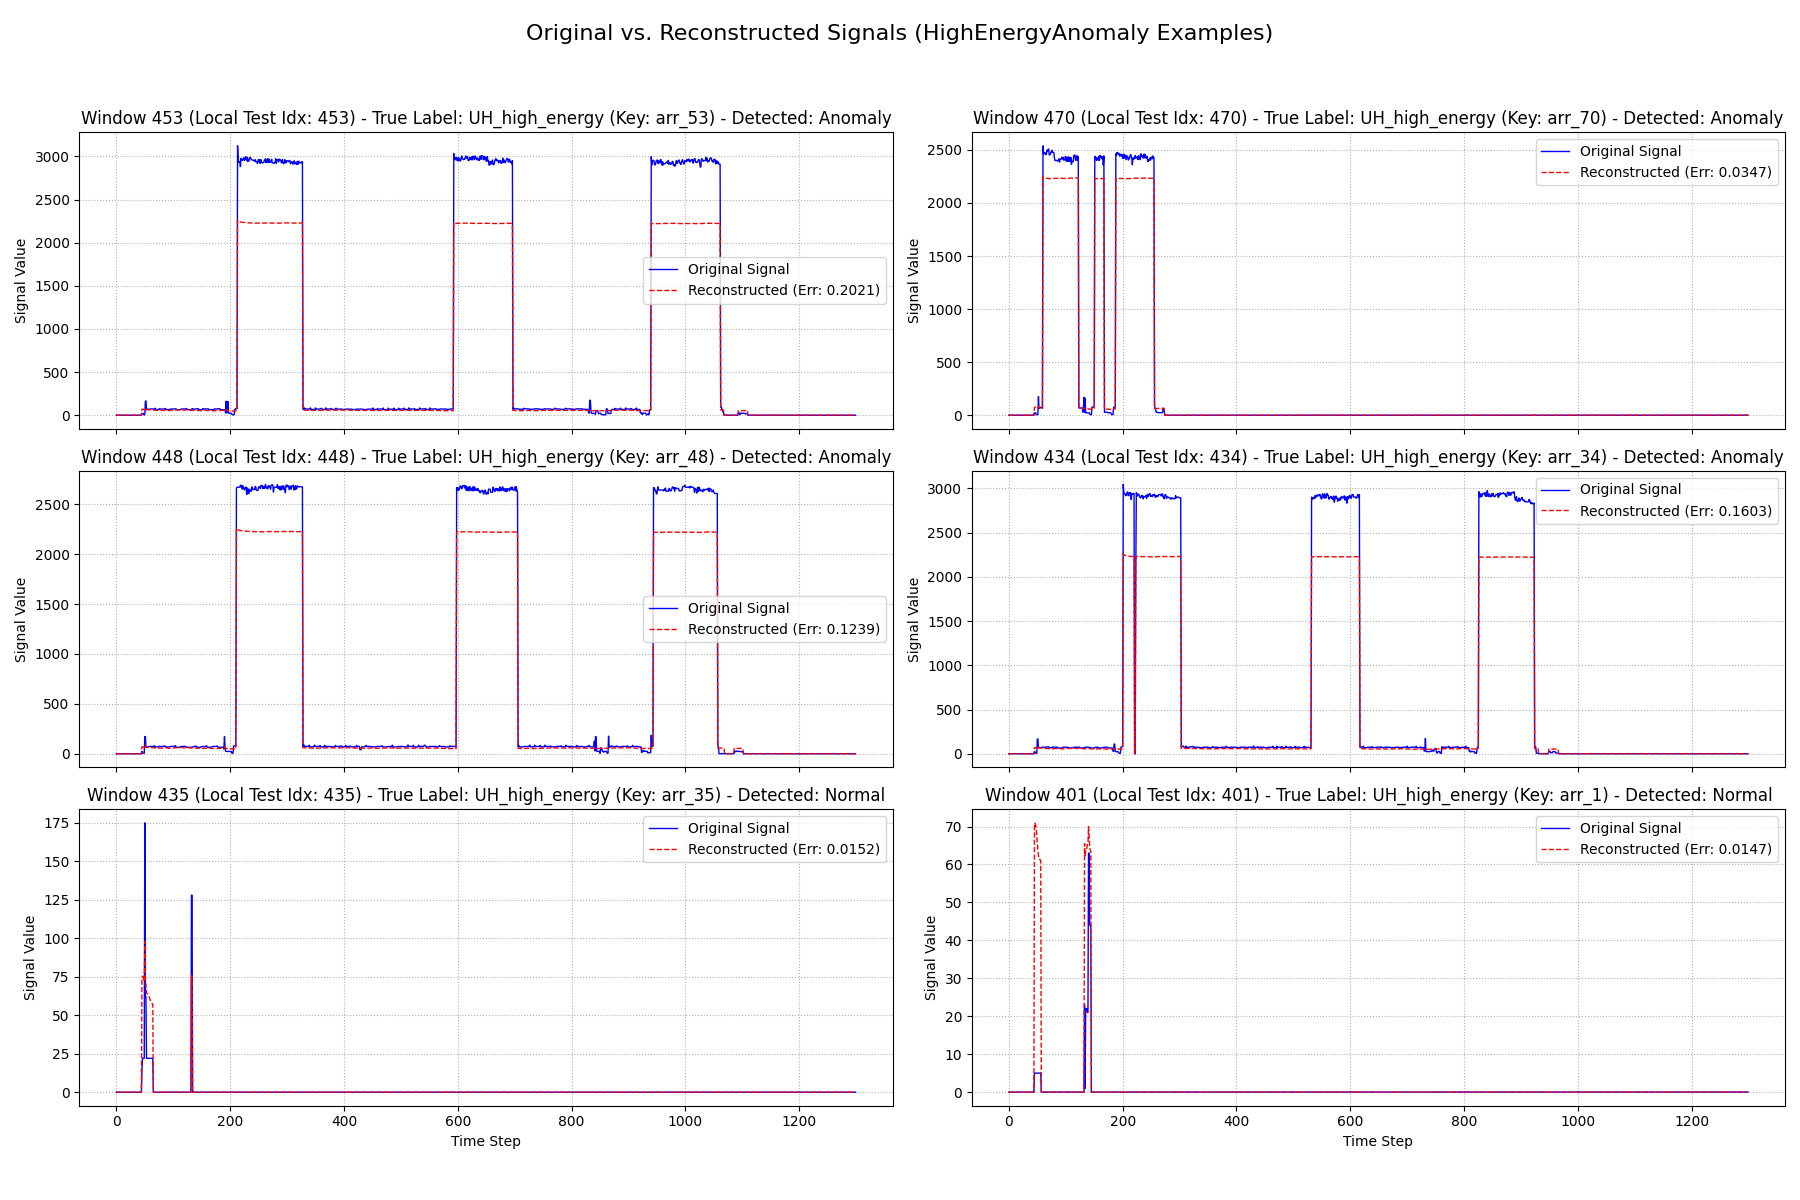 Original vs. Reconstructed Signals (HighEnergyAnomaly Examples)
Window 453 (Local Test Idx: 453) - True Label: UH_high_energy (Key: arr_53) - Detected: Anomaly
Signal Value
3000
2500
2000
1500
1000
500
0
Original Signal
Reconstructed (Err: 0.2021)
Window 470 (Local Test Idx: 470) - True Label: UH_high_energy (Key: arr_70) - Detected: Anomaly
Signal Value
2500
2000
1500
1000
500
0
Original Signal
Reconstructed (Err: 0.0347)
Window 448 (Local Test Idx: 448) - True Label: UH_high_energy (Key: arr_48) - Detected: Anomaly
Signal Value
2500
2000
1500
1000
500
0
Original Signal
Reconstructed (Err: 0.1239)
Window 434 (Local Test Idx: 434) - True Label: UH_high_energy (Key: arr_34) - Detected: Anomaly
Signal Value
3000
2500
2000
1500
1000
500
0
Original Signal
Reconstructed (Err: 0.1603)
Window 435 (Local Test Idx: 435) - True Label: UH_high_energy (Key: arr_35) - Detected: Normal
Signal Value
175
150
125
100
75
50
25
0
Original Signal
Reconstructed (Err: 0.0152)
0 200 400 600 800 1000 1200
Time Step
Window 401 (Local Test Idx: 401) - True Label: UH_high_energy (Key: arr_1) - Detected: Normal
Signal Value
70
60
50
40
30
20
10
0
Original Signal
Reconstructed (Err: 0.0147)
0 200 400 600 800 1000 1200
Time Step